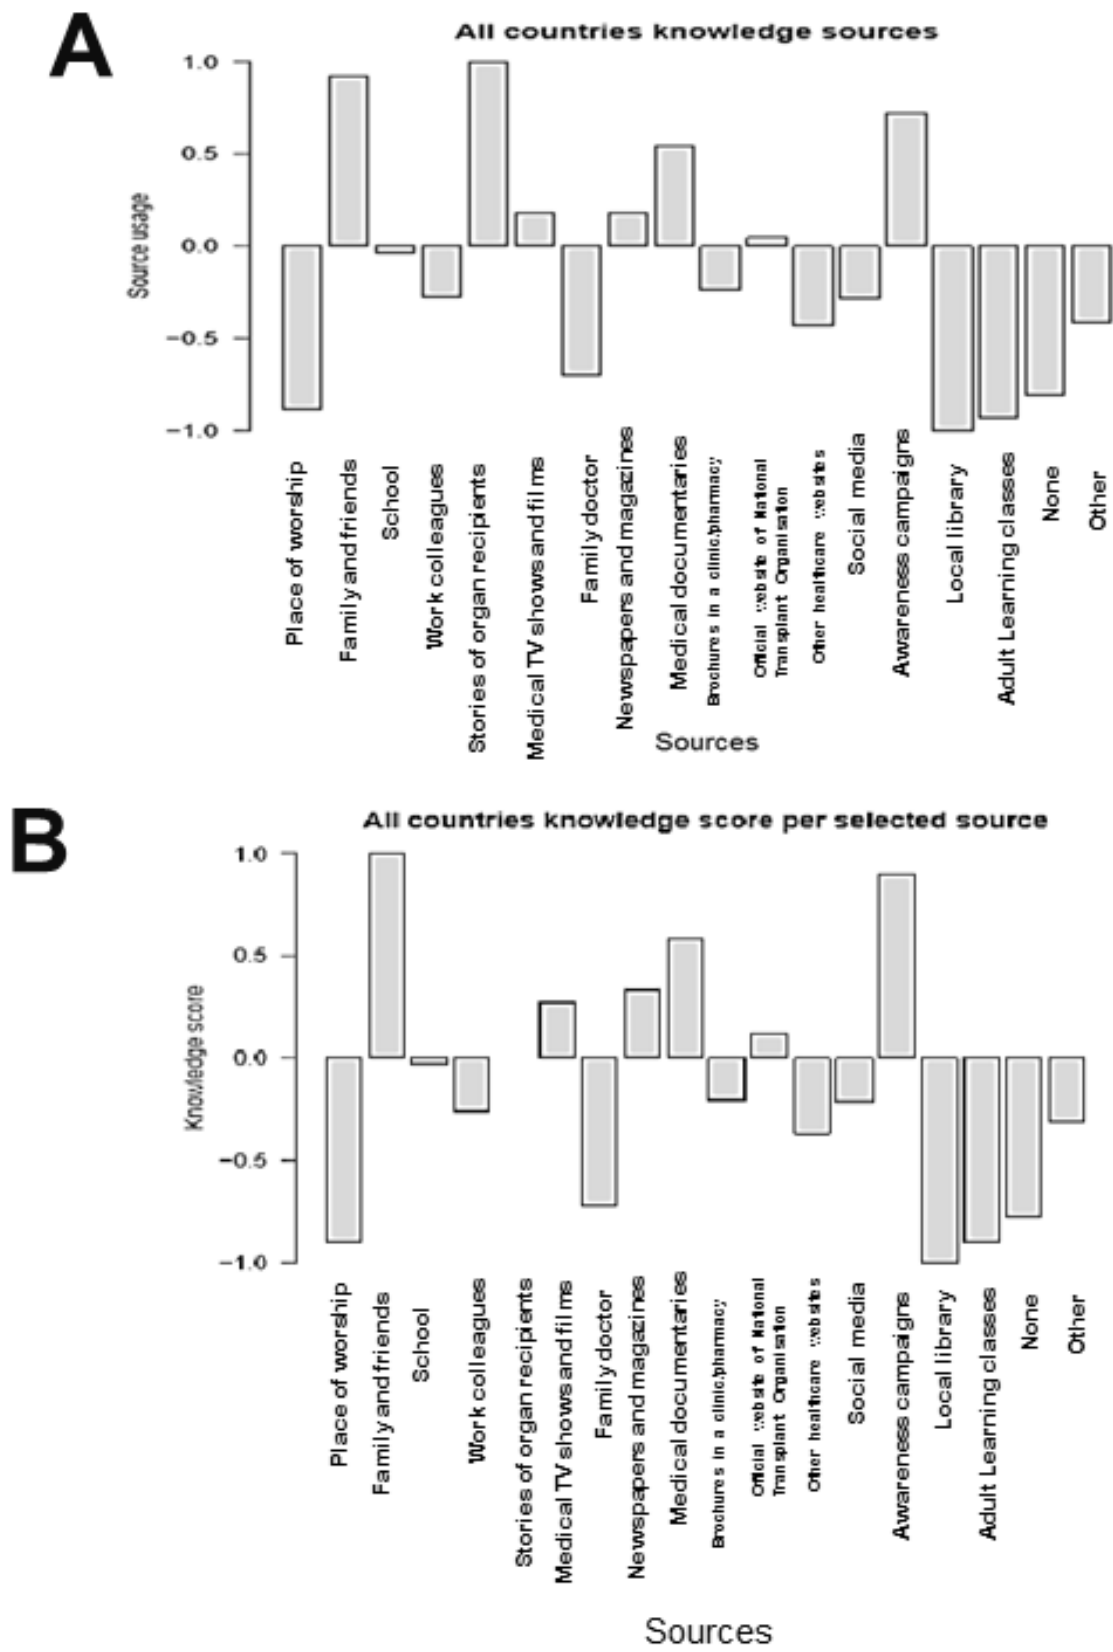 A
All countries knowledge sources
1.0
0.5
0.0
−0.5
−1.0
Source usage
Place of worship
Family and friends
School
Work colleagues
Stories of organ recipients
Medical TV shows and films
Family doctor
Newspapers and magazines
Medical documentaries
Brochures in a clinic/pharmacy
Official website of National
Transplant Organisation
Other healthcare websites
Social media
Awareness campaigns
Local library
Adult Learning classes
None
Other
Sources
B
All countries knowledge score per selected source
1.0
0.5
0.0
−0.5
−1.0
Knowledge score
Place of worship
Family and friends
School
Work colleagues
Stories of organ recipients
Medical TV shows and films
Family doctor
Newspapers and magazines
Medical documentaries
Brochures in a clinic/pharmacy
Official website of National
Transplant Organisation
Other healthcare websites
Social media
Awareness campaigns
Local library
Adult Learning classes
None
Other
Sources